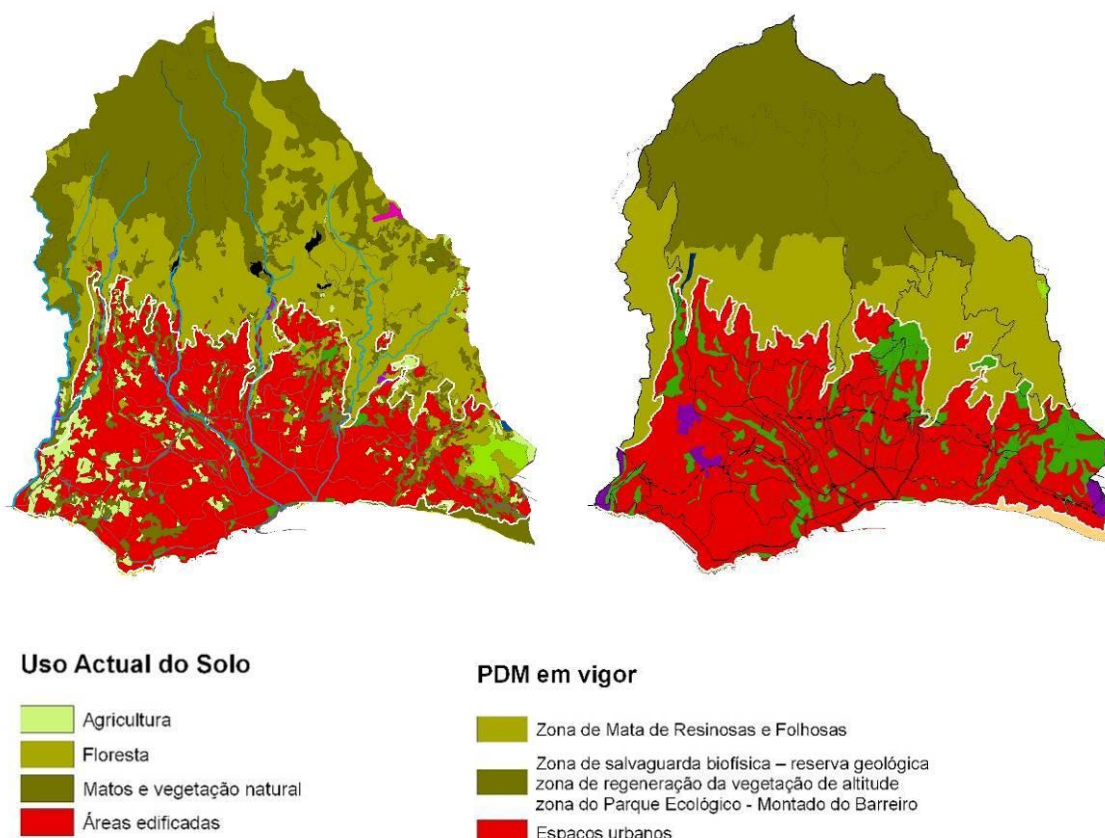 Uso Actual do Solo
Agricultura
Floresta
Matos e vegetação natural
Áreas edificadas
PDM em vigor
Zona de Mata de Resinosas e Folhosas
Zona de salvaguarda biofísica – reserva geológica
zona de regeneração da vegetação de altitude
zona do Parque Ecológico - Montado do Barreiro
Espaços urbanos